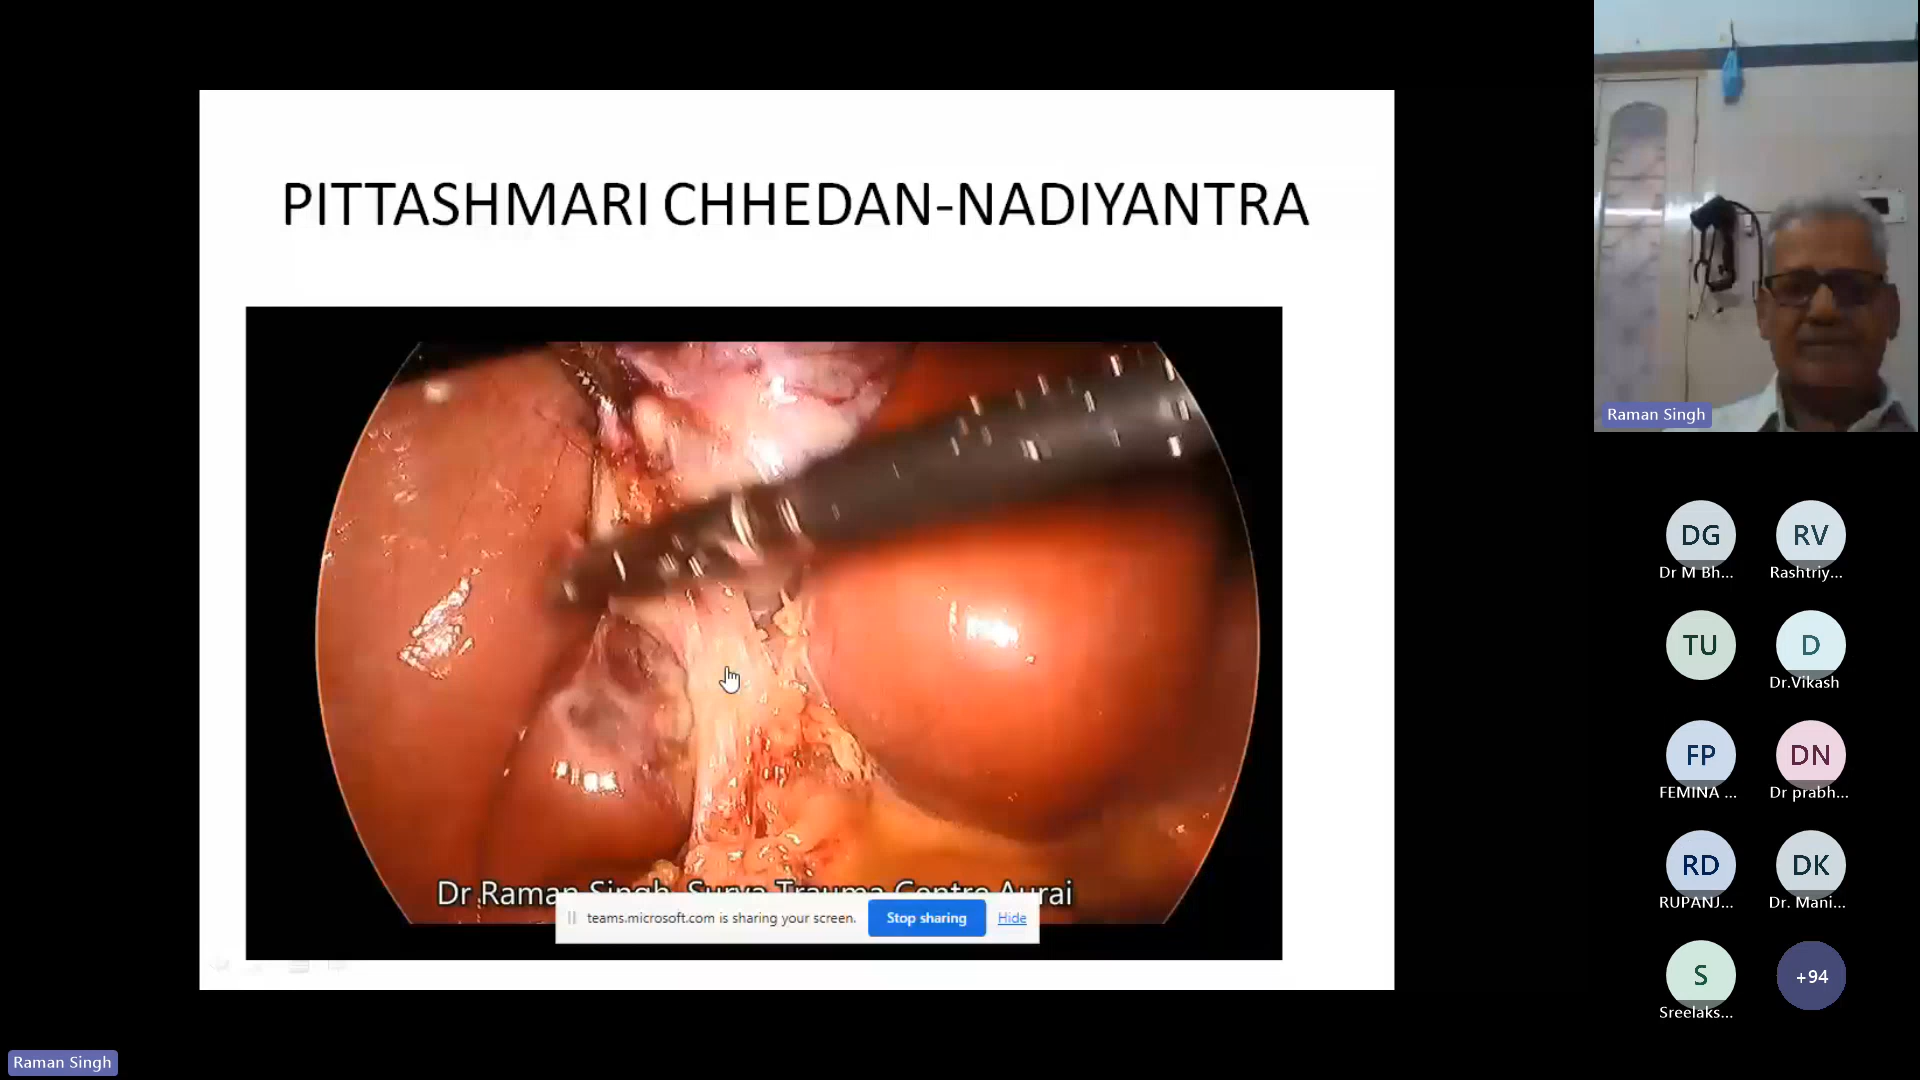 PITTASHMARI CHHEDAN-NADIYANTRA
Dr Raman Singh, Surya Trauma Centre Aurai
teams.microsoft.com is sharing your screen.
Stop sharing
Hide
Raman Singh
DG
RV
Dr M Bh...
Rashtriy...
TU
D
Dr.Vikash
FP
DN
FEMINA ...
Dr prabh...
RD
DK
RUPANJ...
Dr. Mani...
S
+94
Sreelaks...
Raman Singh